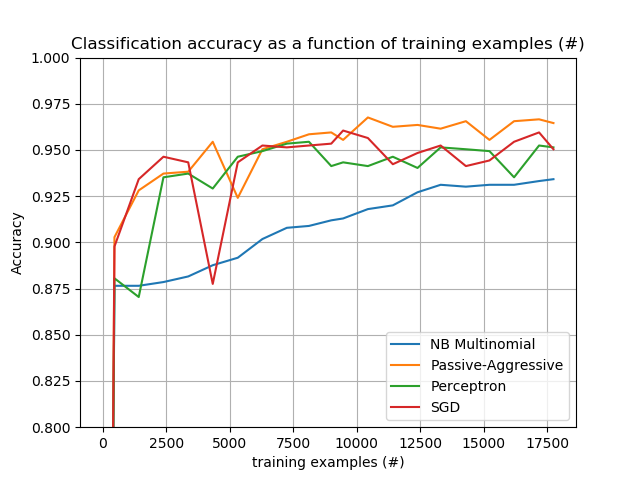 Classification accuracy as a function of training examples (#)
1.000
0.975
0.950
0.925
0.900
0.875
0.850
0.825
0.800
Accuracy
NB Multinomial
Passive-Aggressive
Perceptron
SGD
0 2500 5000 7500 10000 12500 15000 17500
training examples (#)